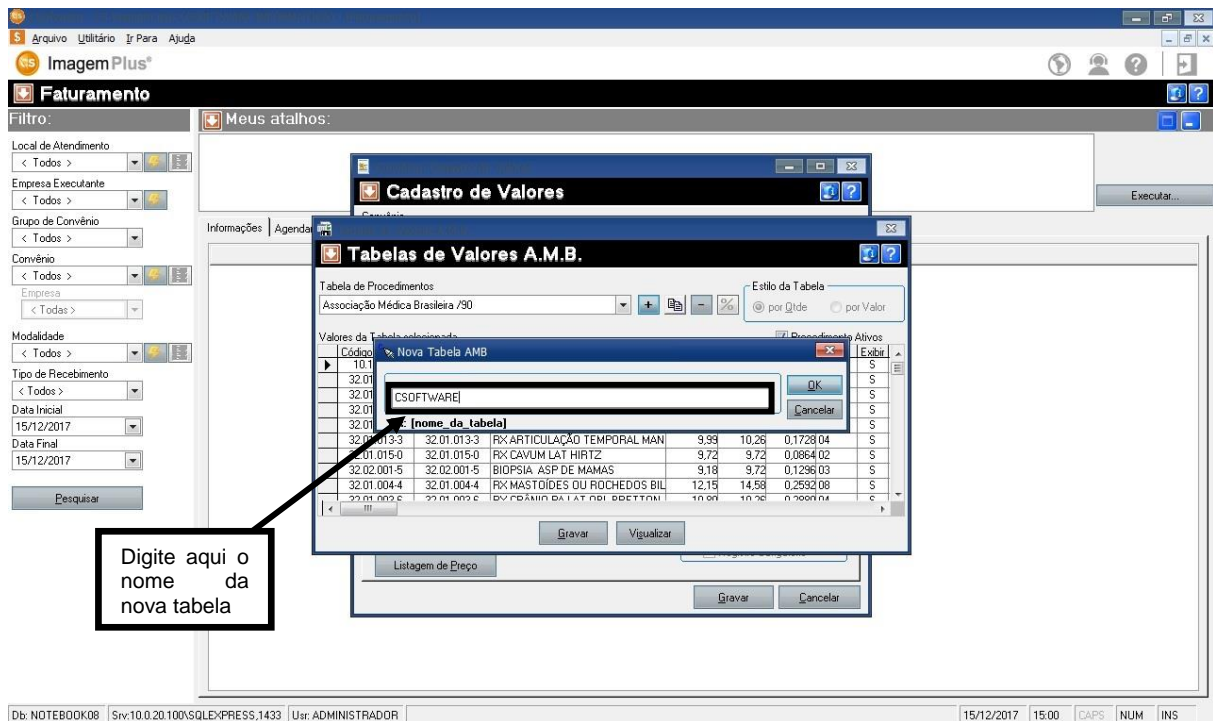 Arquivo Utilitário Ir Para Ajuda
ImagemPlus®
Faturamento
Filtro:
Meus atalhos:
Local de Atendimento
< Todos >
Empresa Executante
< Todos >
Grupo de Convênio
< Todos >
Convênio
< Todos >
Empresa
< Todas >
Modalidade
< Todos >
Tipo de Recebimento
< Todos >
Data Inicial
15/12/2017
Data Final
15/12/2017
Pesquisar
Executar...
Informações
Cadastro de Valores
Tabelas de Valores A.M.B.
Tabela de Procedimentos
Associação Médica Brasileira /90
Estilo da Tabela
por Qtde por Valor
Valores da Tabela selecionada
Procedimento Ativos
Código Exibir
Nova Tabela AMB
CSOFTWARE
OK
Cancelar
[nome_da_tabela]
32.01.013-3 32.01.013-3 RX ARTICULAÇÃO TEMPORAL MAN 9,99 10,26 0,1728 04 S
32.01.015-0 32.01.015-0 RX CAVUM LAT HIRTZ 9,72 9,72 0,0864 02 S
32.02.001-5 32.02.001-5 BIOPSIA ASP DE MAMAS 9,18 9,72 0,1296 03 S
32.01.004-4 32.01.004-4 RX MASTOÍDES OU ROCHEDOS BIL 12,15 14,58 0,2592 08 S
Gravar Visualizar
Listagem de Preço
Gravar Cancelar
Digite aqui o
nome da
nova tabela
Db: NOTEBOOK08 Srv:10.0.20.100\SQLEXPRESS,1433 Usr: ADMINISTRADOR 15/12/2017 15:00 CAPS NUM INS